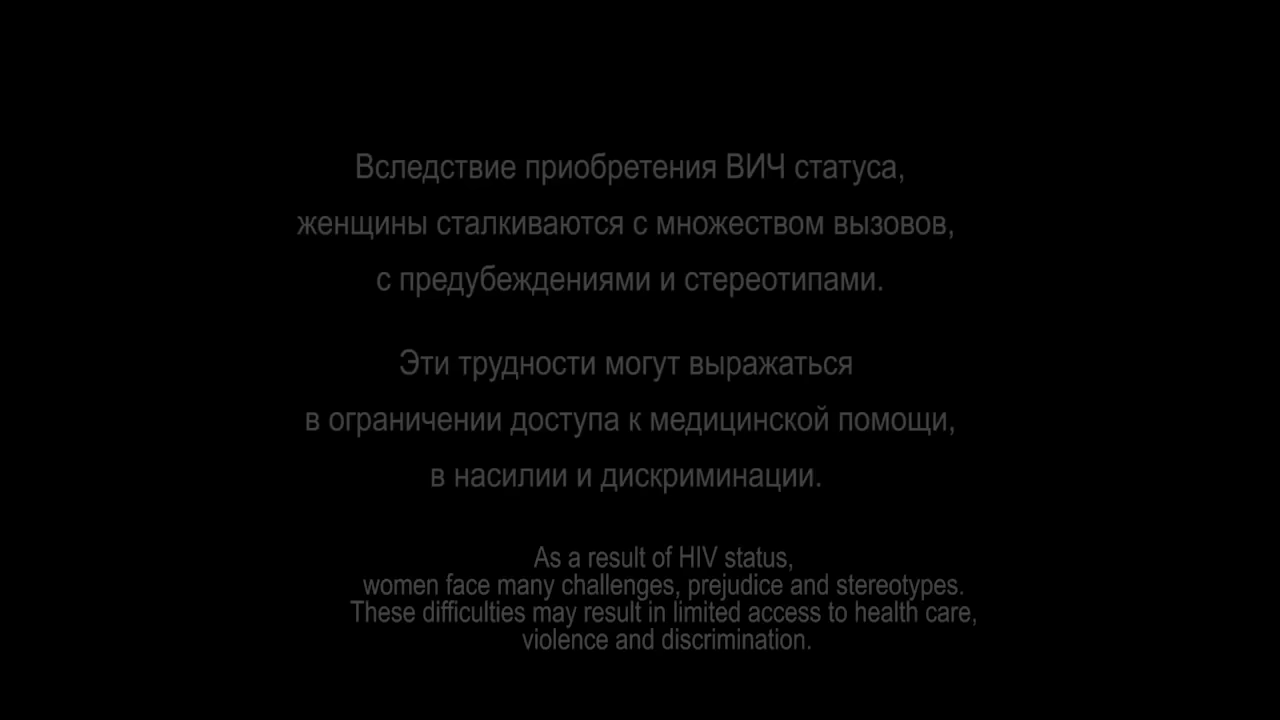 Вследствие приобретения ВИЧ статуса,
женщины сталкиваются с множеством вызовов,
с предубеждениями и стереотипами.
Эти трудности могут выражаться
в ограничении доступа к медицинской помощи,
в насилии и дискриминации.
As a result of HIV status,
women face many challenges, prejudice and stereotypes.
These difficulties may result in limited access to health care,
violence and discrimination.